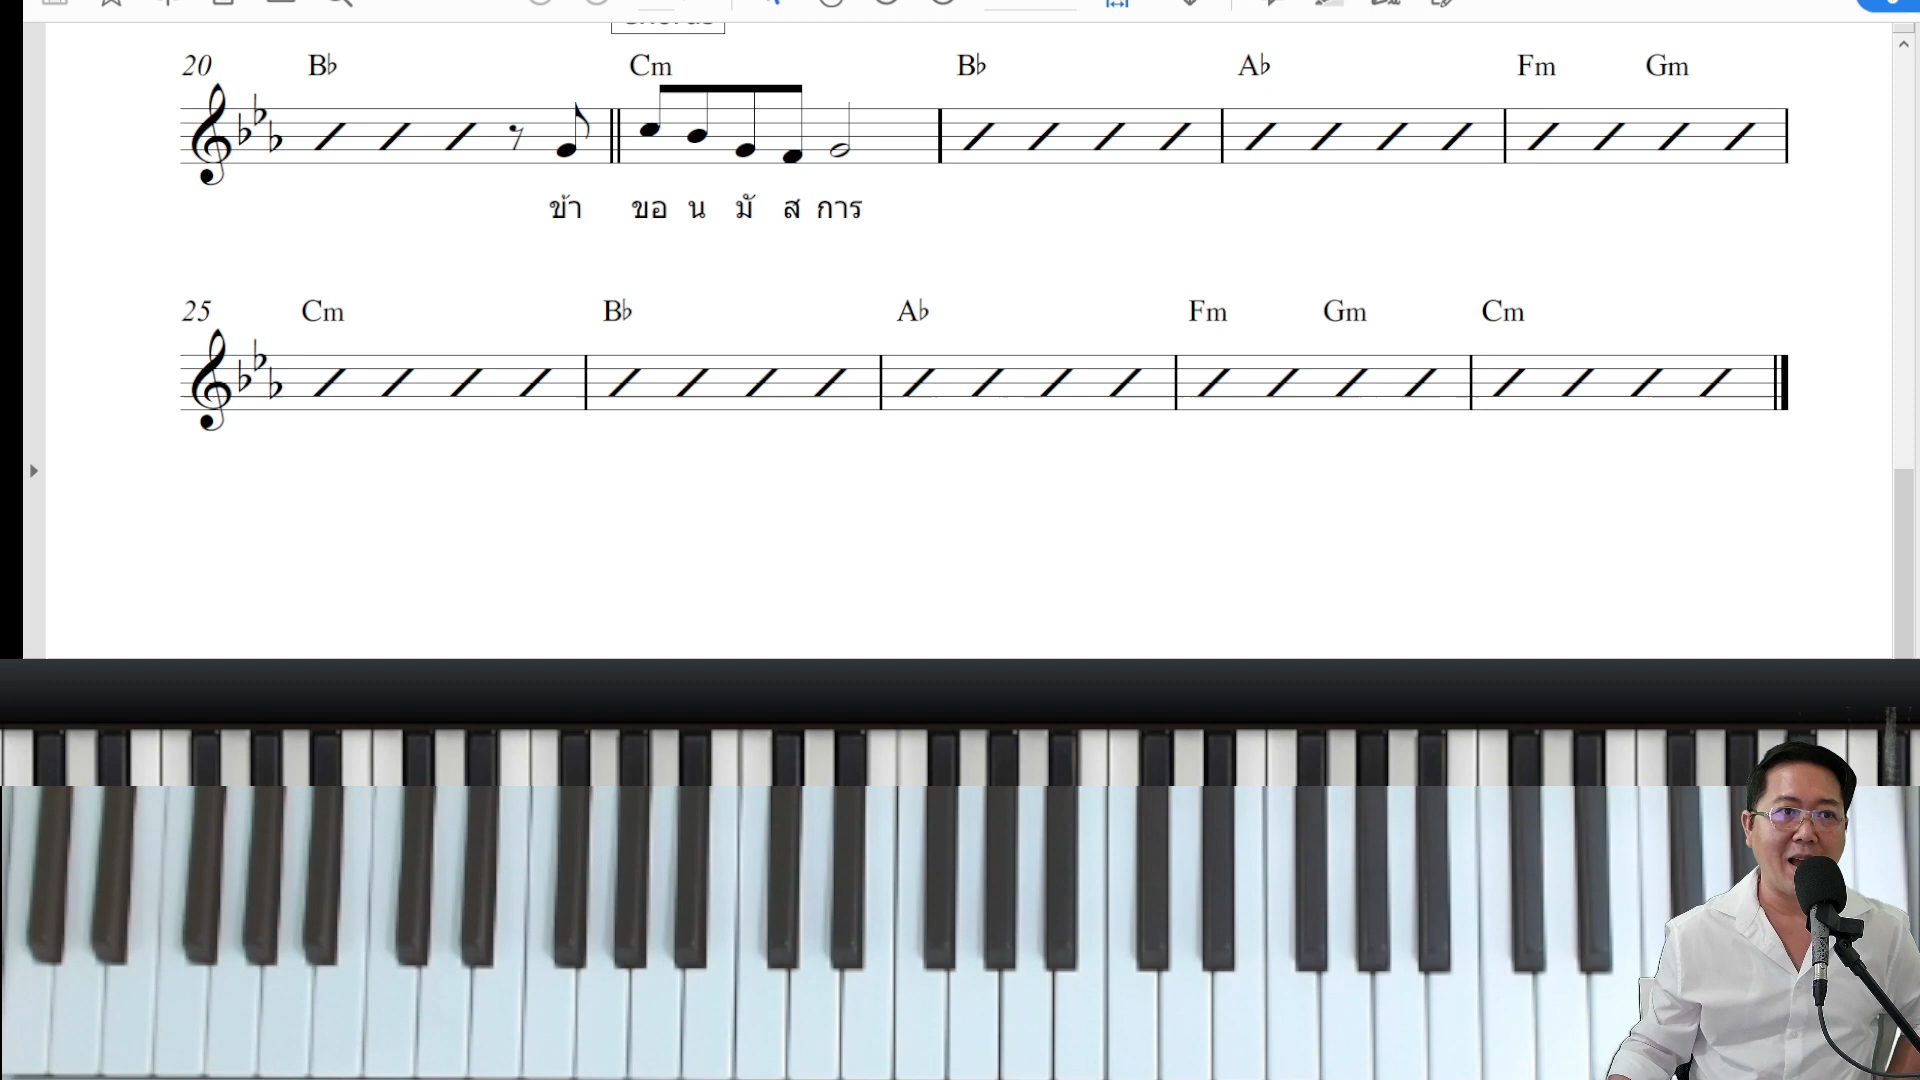 Chorus
20 B♭ Cm B♭ A♭ Fm Gm
ข้า ขอ น มั ส การ
25 Cm B♭ A♭ Fm Gm Cm